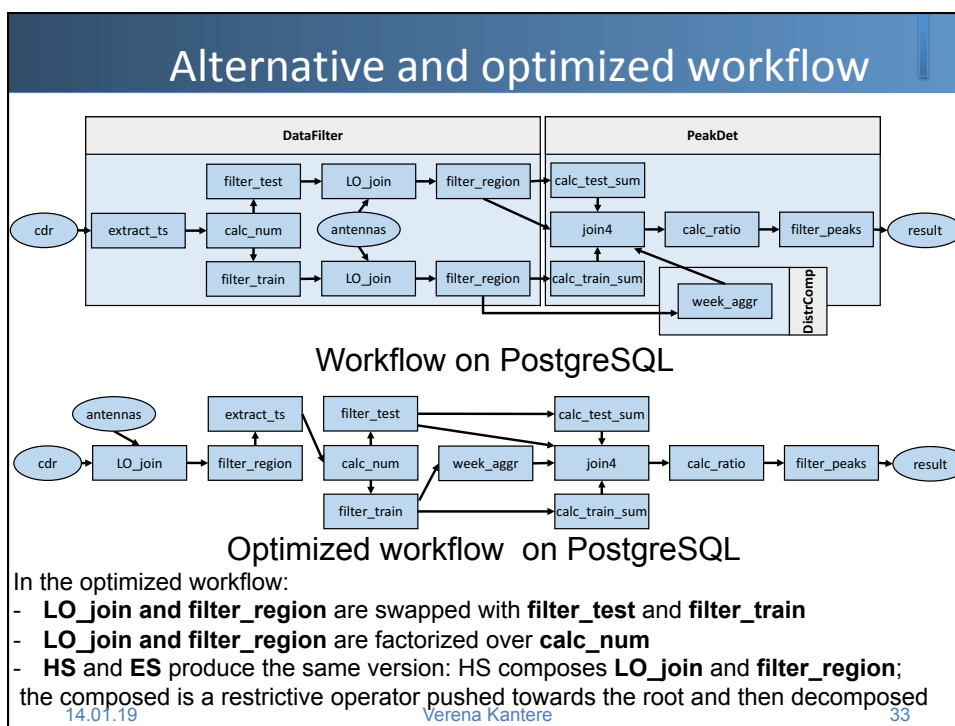 Alternative and optimized workflow
DataFilter
PeakDet
filter_test
LO_join
filter_region
calc_test_sum
cdr
extract_ts
calc_num
antennas
join4
calc_ratio
filter_peaks
result
filter_train
LO_join
filter_region
calc_train_sum
week_aggr
DistrComp
Workflow on PostgreSQL
antennas
extract_ts
filter_test
calc_test_sum
cdr
LO_join
filter_region
calc_num
week_aggr
join4
calc_ratio
filter_peaks
result
filter_train
calc_train_sum
Optimized workflow on PostgreSQL
In the optimized workflow:
- LO_join and filter_region are swapped with filter_test and filter_train
- LO_join and filter_region are factorized over calc_num
- HS and ES produce the same version: HS composes LO_join and filter_region;
the composed is a restrictive operator pushed towards the root and then decomposed
14.01.19
Verena Kantere
33